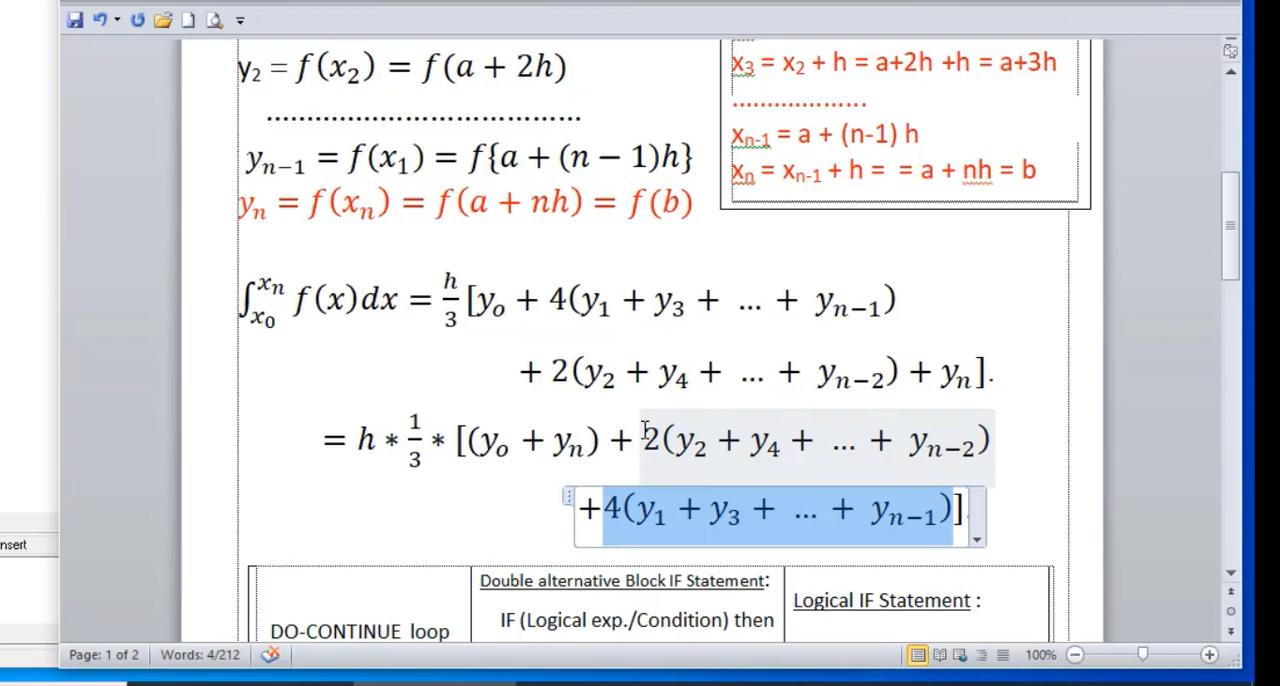 y₂ = f(x₂) = f(a + 2h)
.......................................
yₙ₋₁ = f(x₁) = f{a + (n − 1)h}
yₙ = f(xₙ) = f(a + nh) = f(b)
x₃ = x₂ + h = a+2h +h = a+3h
...................
xₙ₋₁ = a + (n-1) h
xₙ = xₙ₋₁ + h = = a + nh = b
∫ₓ₀ˣⁿ f(x)dx = h/3 [yₒ + 4(y₁ + y₃ + ... + yₙ₋₁)
+ 2(y₂ + y₄ + ... + yₙ₋₂) + yₙ].
= h * 1/3 * [(yₒ + yₙ) + 2(y₂ + y₄ + ... + yₙ₋₂)
+4(y₁ + y₃ + ... + yₙ₋₁)].
nsert
DO-CONTINUE loop
Double alternative Block IF Statement:
IF (Logical exp./Condition) then
Logical IF Statement :
Page: 1 of 2 Words: 4/212 100%